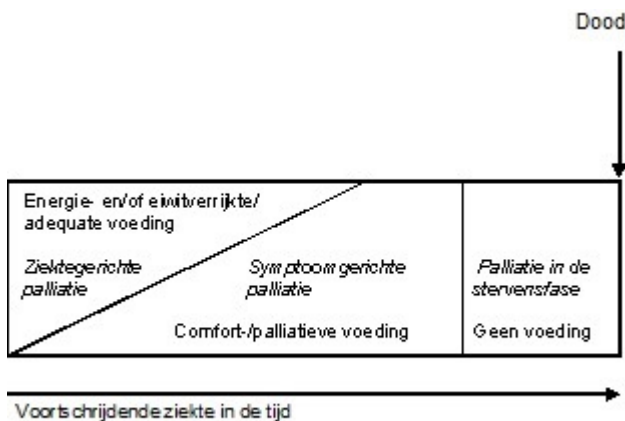 Dood
Energie- en/of eiwitverrijkte/
adequate voeding
Ziektegerichte
palliatie
Symptoomgerichte
palliatie
Palliatie in de
stervensfase
Comfort-/palliatieve voeding
Geen voeding
Voortschrijdende ziekte in de tijd